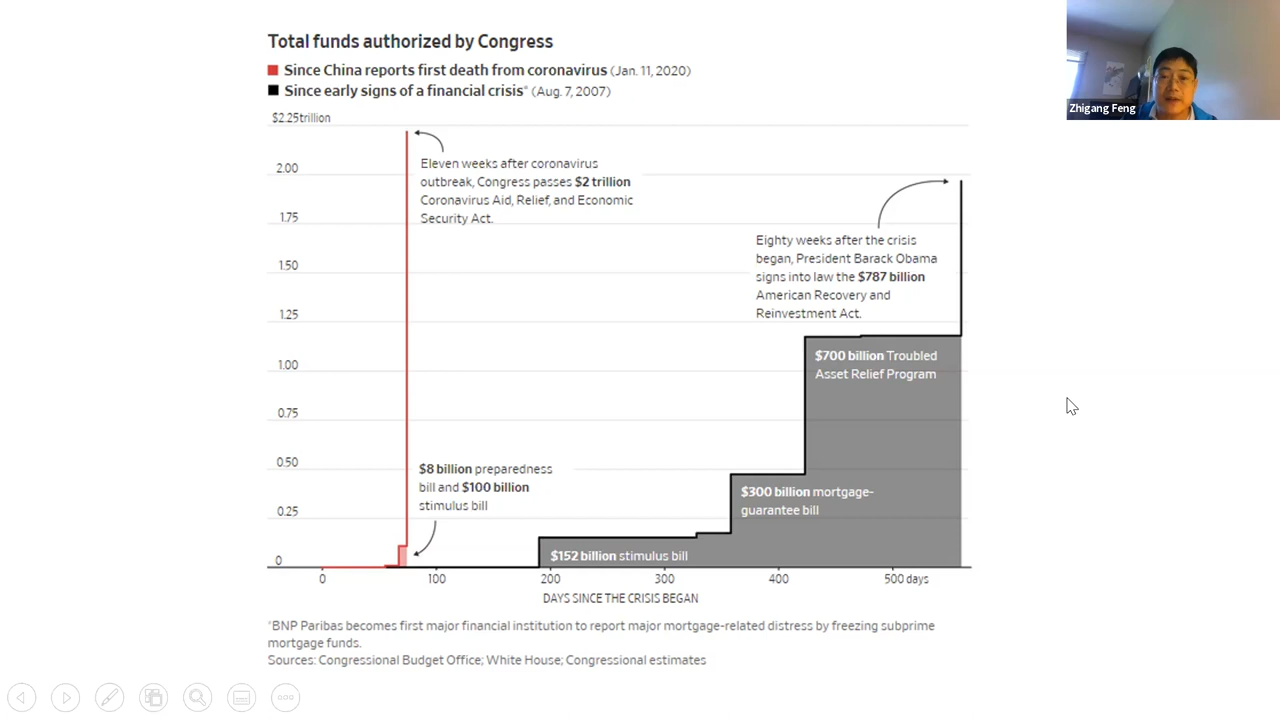 Total funds authorized by Congress
Since China reports first death from coronavirus (Jan. 11, 2020)
Since early signs of a financial crisis* (Aug. 7, 2007)
$2.25trillion
2.00
1.75
1.50
1.25
1.00
0.75
0.50
0.25
0
Eleven weeks after coronavirus
outbreak, Congress passes $2 trillion
Coronavirus Aid, Relief, and Economic
Security Act.
Eighty weeks after the crisis
began, President Barack Obama
signs into law the $787 billion
American Recovery and
Reinvestment Act.
$700 billion Troubled
Asset Relief Program
$8 billion preparedness
bill and $100 billion
stimulus bill
$300 billion mortgage-
guarantee bill
$152 billion stimulus bill
0 100 200 300 400 500 days
DAYS SINCE THE CRISIS BEGAN
*BNP Paribas becomes first major financial institution to report major mortgage-related distress by freezing subprime
mortgage funds.
Sources: Congressional Budget Office; White House; Congressional estimates
Zhigang Feng